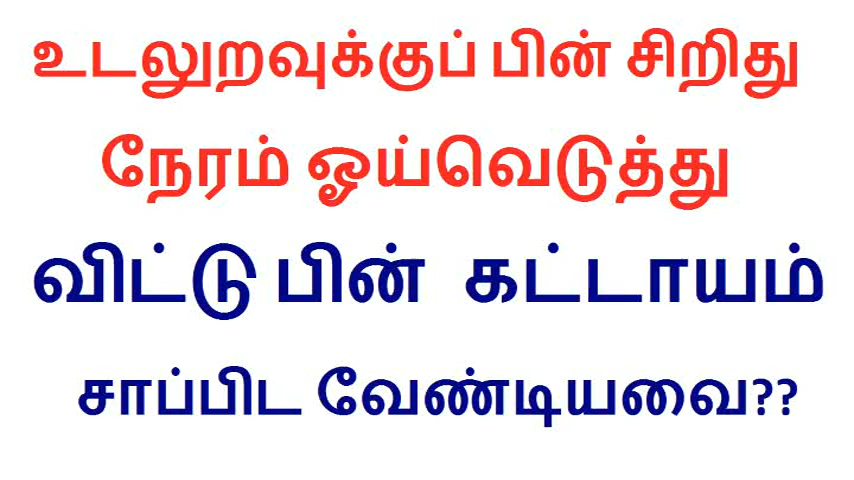 உடலுறவுக்குப் பின் சிறிது
நேரம் ஓய்வெடுத்து
விட்டு பின் கட்டாயம்
சாப்பிட வேண்டியவை??